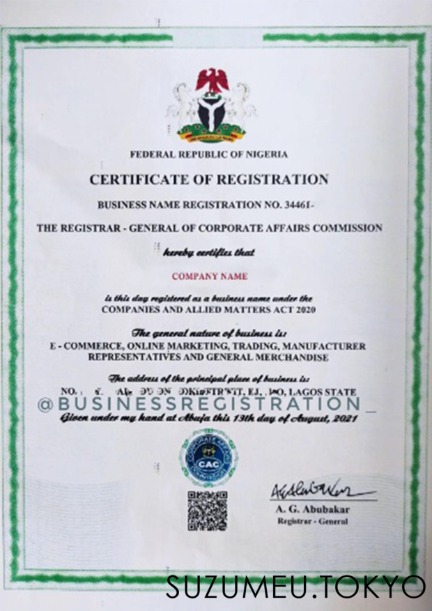 FEDERAL REPUBLIC OF NIGERIA
CERTIFICATE OF REGISTRATION
BUSINESS NAME REGISTRATION NO. 34461-
THE REGISTRAR - GENERAL OF CORPORATE AFFAIRS COMMISSION
hereby certifies that
COMPANY NAME
is this day registered as a business name under the
COMPANIES AND ALLIED MATTERS ACT 2020
The general nature of business is:
E - COMMERCE, ONLINE MARKETING, TRADING, MANUFACTURER
REPRESENTATIVES AND GENERAL MERCHANDISE
The address of the principal place of business is:
NO. LAGOS STATE
@BUSINESSREGISTRATION_
Given under my hand at Abuja this 13th day of August, 2021
CORPORATE AFFAIRS COMMISSION
CAC
A. G. Abubakar
Registrar - General
SUZUMEU.TOKYO